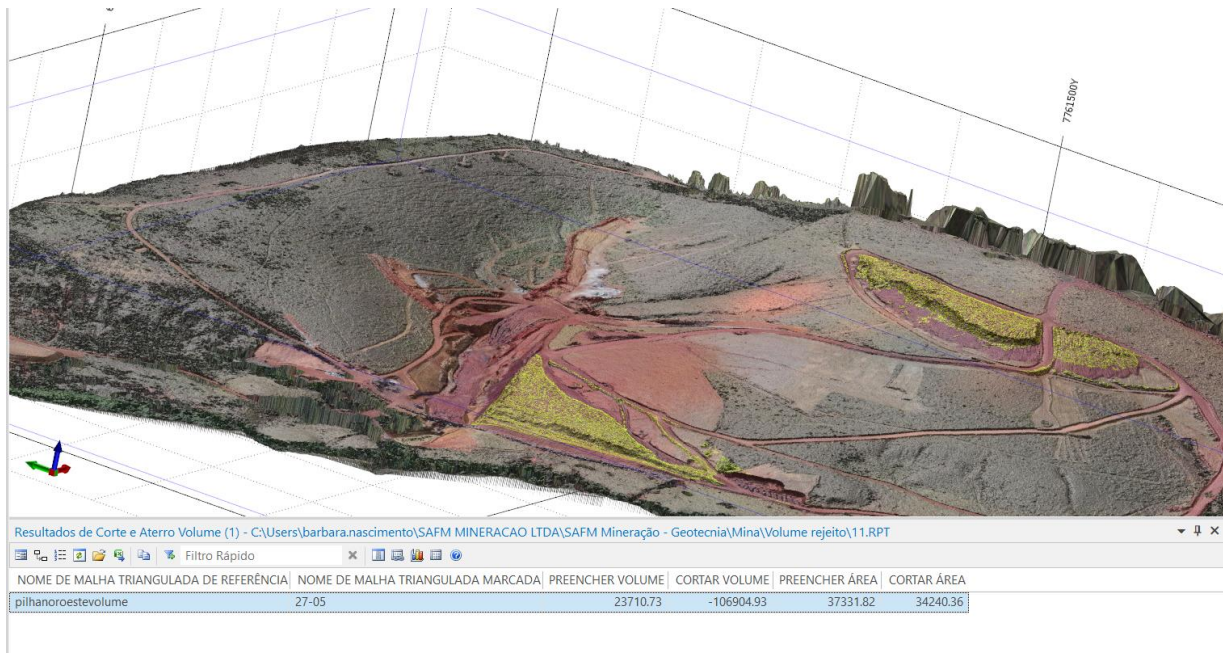 7761500Y
Resultados de Corte e Aterro Volume (1) - C:\Users\barbara.nascimento\SAFM MINERACAO LTDA\SAFM Mineração - Geotecnia\Mina\Volume rejeito\11.RPT
Filtro Rápido
NOME DE MALHA TRIANGULADA DE REFERÊNCIA NOME DE MALHA TRIANGULADA MARCADA PREENCHER VOLUME CORTAR VOLUME PREENCHER ÁREA CORTAR ÁREA
pilhanoroestevolume 27-05 23710.73 -106904.93 37331.82 34240.36